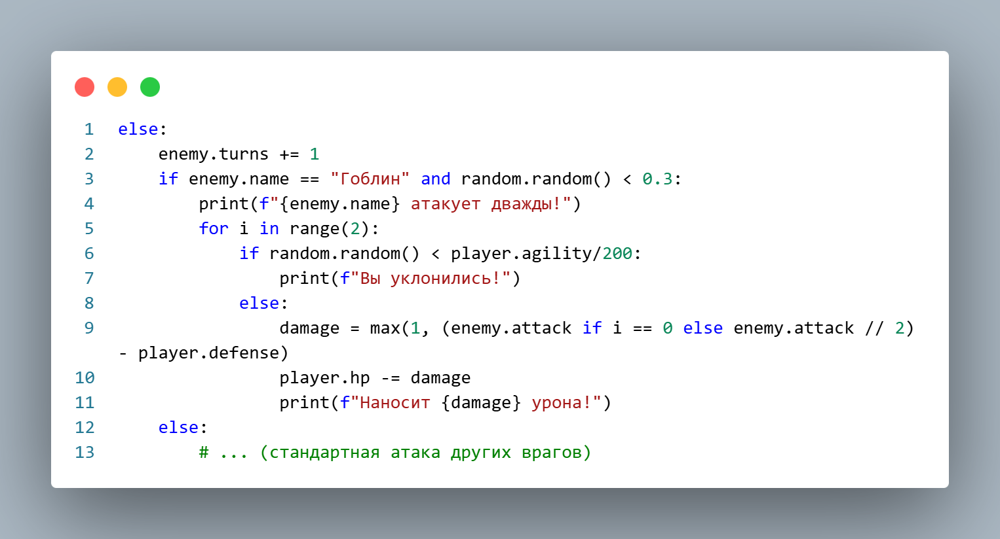 1 else:
2     enemy.turns += 1
3     if enemy.name == "Гоблин" and random.random() < 0.3:
4         print(f"{enemy.name} атакует дважды!")
5         for i in range(2):
6             if random.random() < player.agility/200:
7                 print(f"Вы уклонились!")
8             else:
9                 damage = max(1, (enemy.attack if i == 0 else enemy.attack // 2)
- player.defense)
10                 player.hp -= damage
11                 print(f"Наносит {damage} урона!")
12     else:
13         # ... (стандартная атака других врагов)